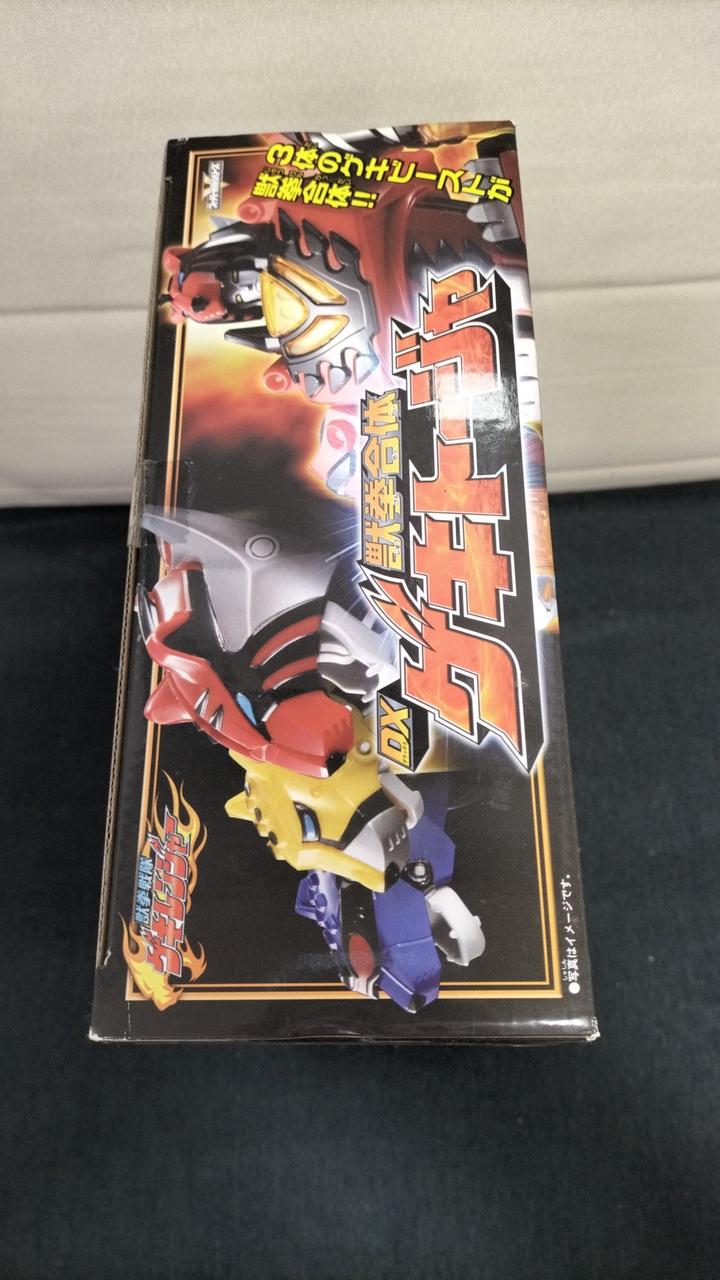 3体のゲキビーストが
獣拳合体!!
獣拳合体
DX
ゲキトージャ
獣拳戦隊
ゲキレンジャー
●写真はイメージです。